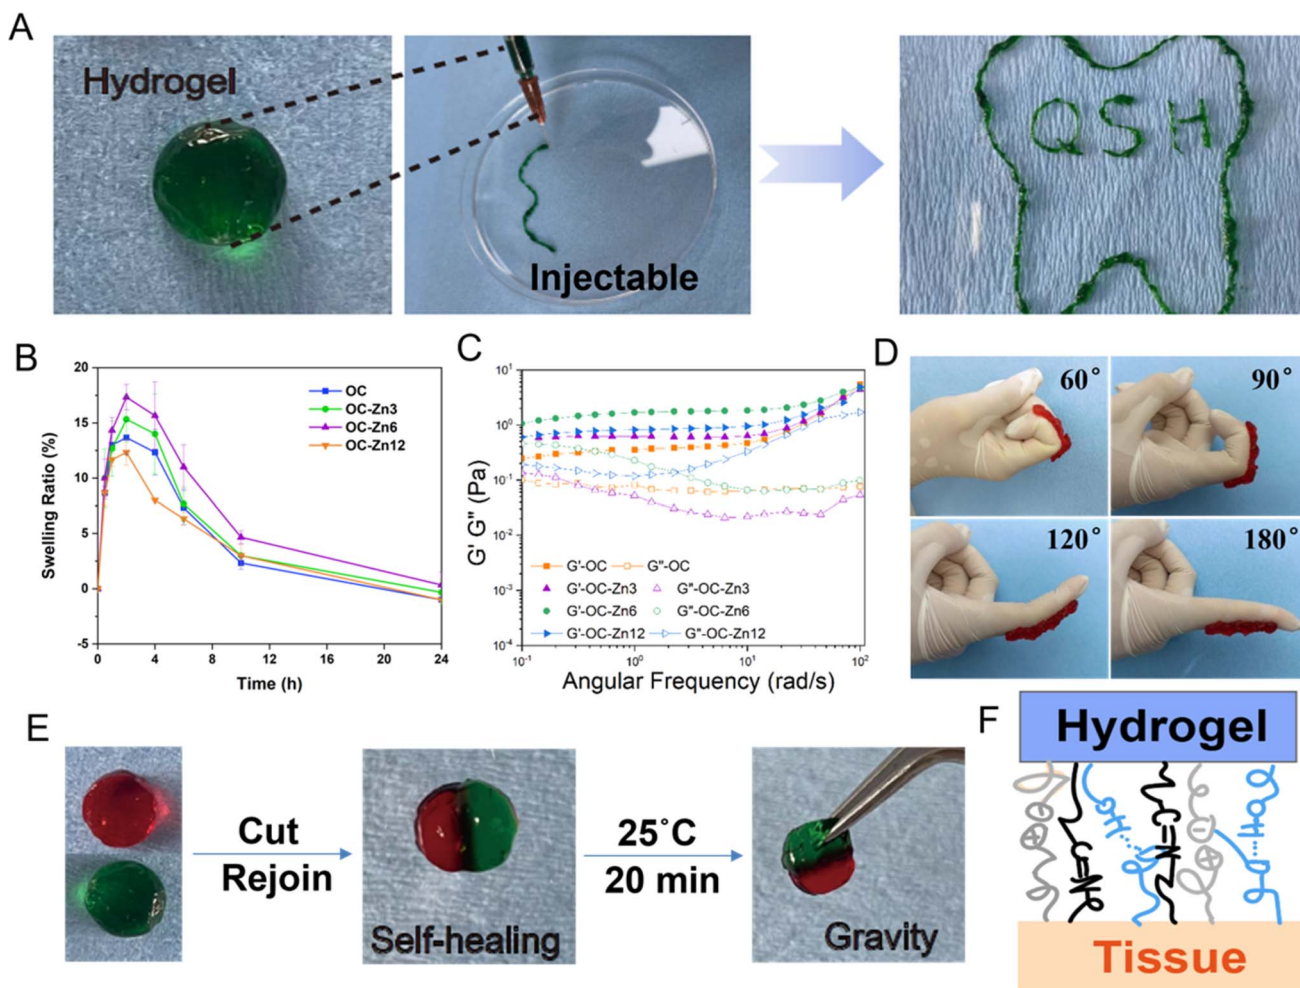 A
Hydrogel
Injectable
QSH
B
20
15
10
5
0
-5
0 4 8 12 16 20 24
Swelling Ratio (%)
Time (h)
OC
OC-Zn3
OC-Zn6
OC-Zn12
C
10¹
10⁰
10⁻¹
10⁻²
10⁻³
10⁻⁴
10⁻¹ 10⁰ 10¹ 10²
G' G" (Pa)
Angular Frequency (rad/s)
G'-OC G"-OC
G'-OC-Zn3 G"-OC-Zn3
G'-OC-Zn6 G"-OC-Zn6
G'-OC-Zn12 G"-OC-Zn12
D
60°
90°
120°
180°
E
Cut
Rejoin
Self-healing
25°C
20 min
Gravity
F
Hydrogel
C=N
OH
C=N
OH
Tissue